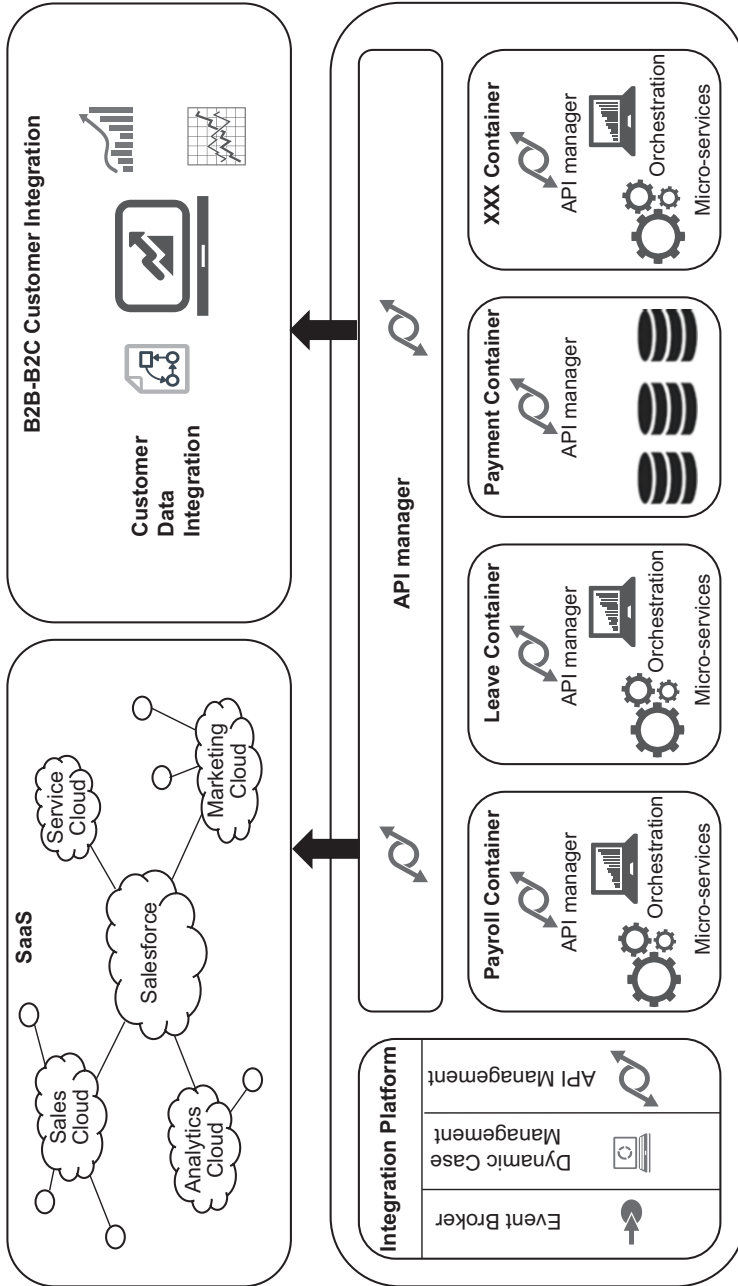 SaaS
Sales
Cloud
Service
Cloud
Salesforce
Analytics
Cloud
Marketing
Cloud
B2B-B2C Customer Integration
Customer
Data
Integration
Integration Platform
Event Broker
Dynamic Case
Management
API Management
API manager
Payroll Container
API manager
Orchestration
Micro-services
Leave Container
API manager
Orchestration
Micro-services
Payment Container
API manager
XXX Container
API manager
Orchestration
Micro-services